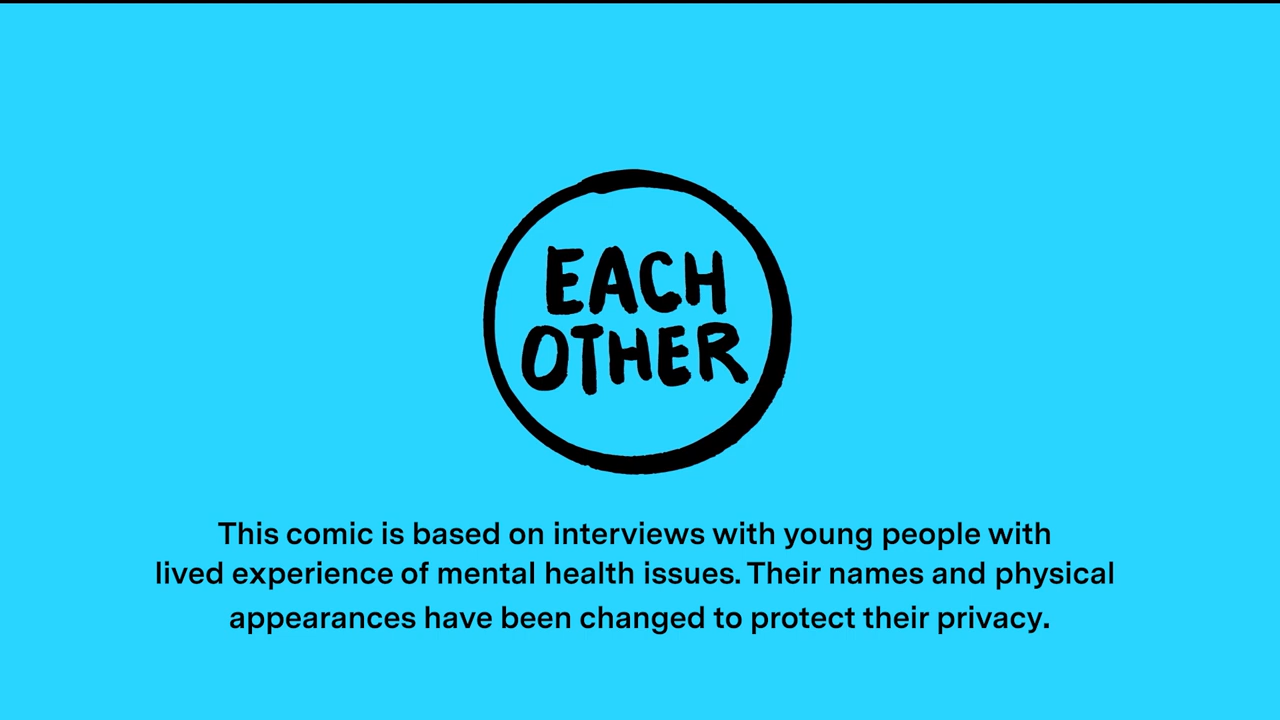 EACH
OTHER
This comic is based on interviews with young people with
lived experience of mental health issues. Their names and physical
appearances have been changed to protect their privacy.